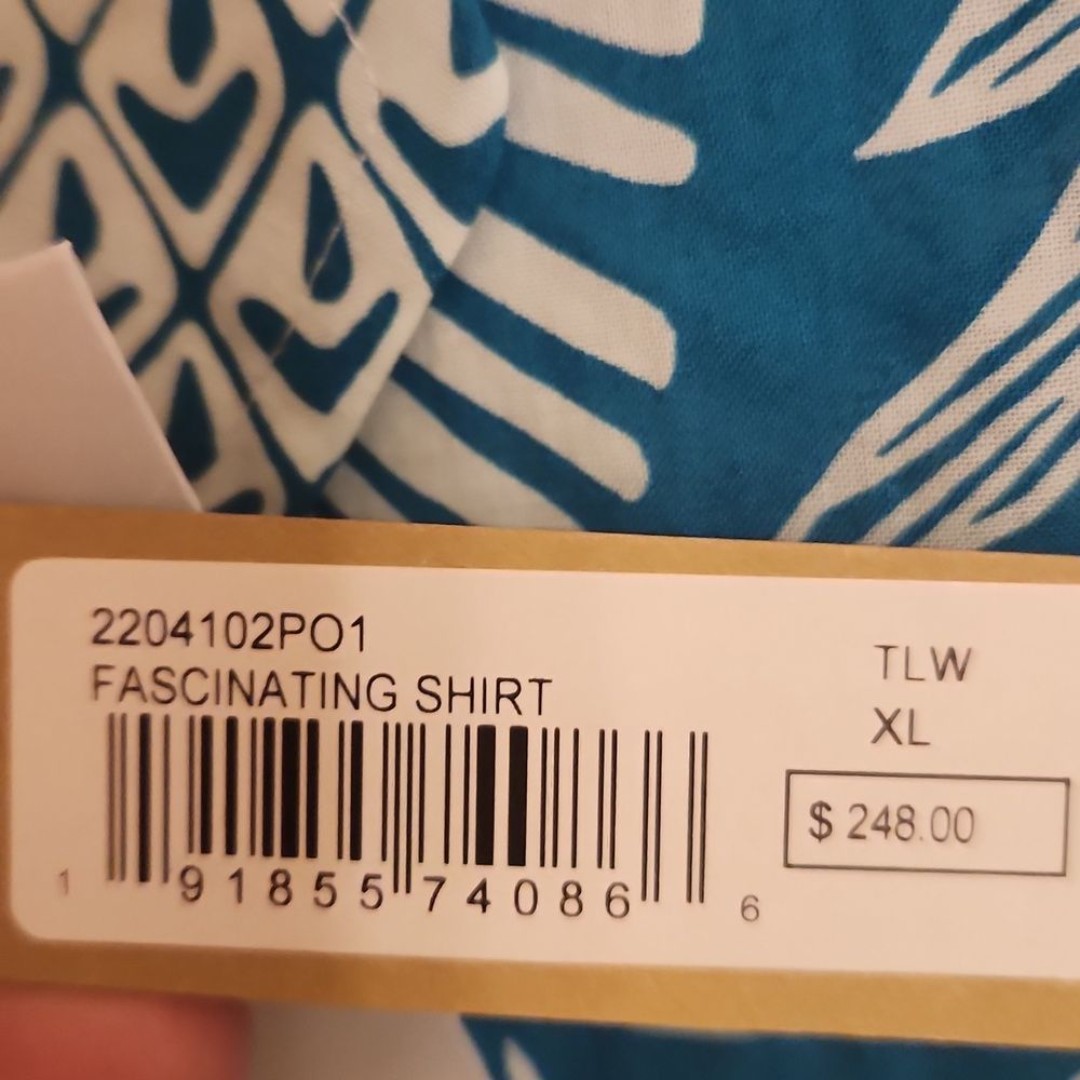 2204102PO1
FASCINATING SHIRT
TLW
XL
$ 248.00
1 91855 74086 6